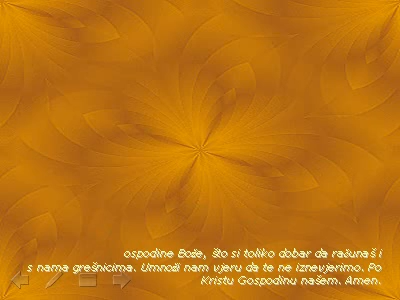 ospodine Bože, što si toliko dobar da računaš i
s nama grešnicima. Umnoži nam vjeru da te ne iznevjerimo. Po
Kristu Gospodinu našem. Amen.